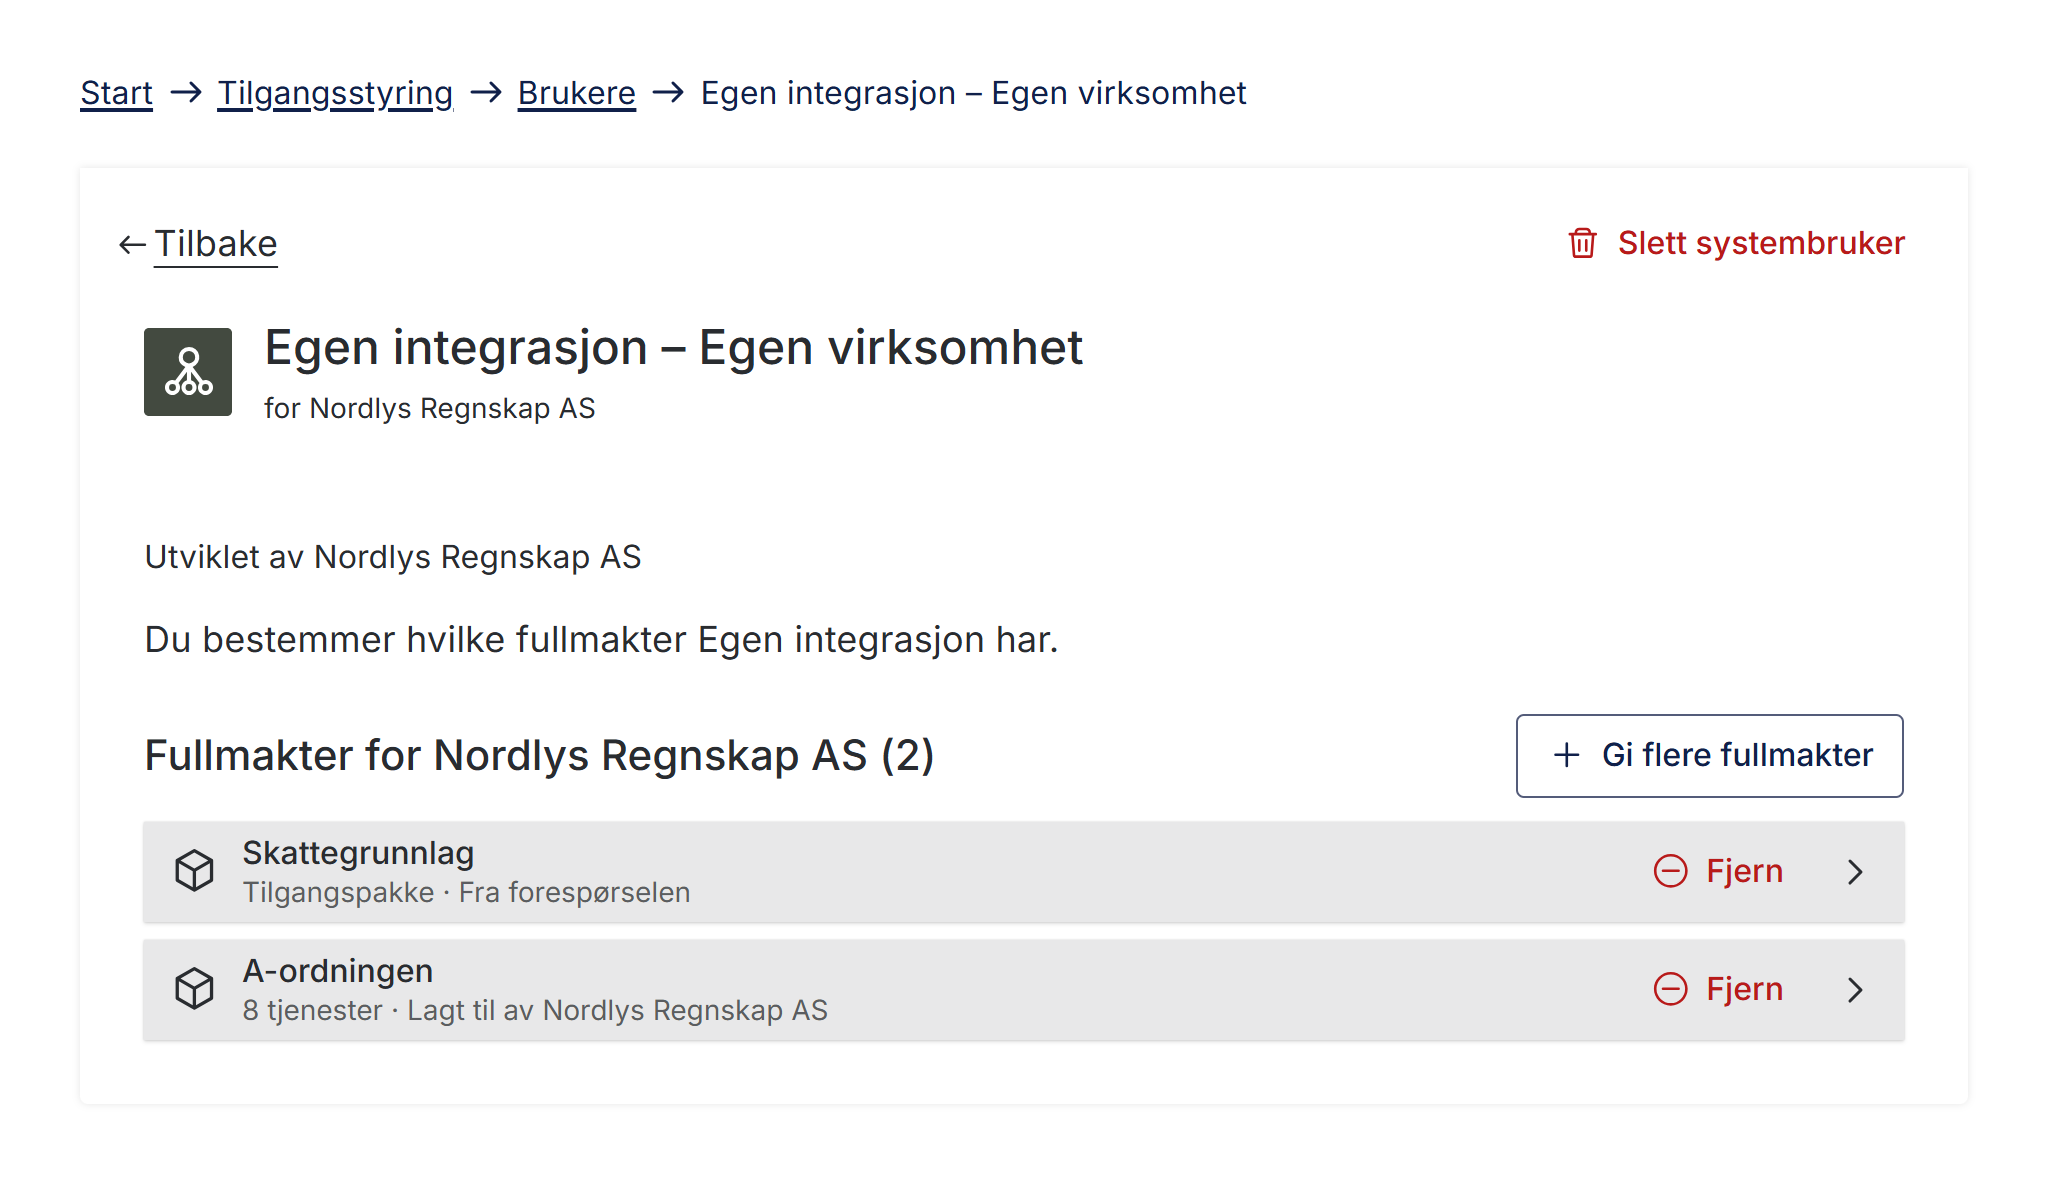 Start → Tilgangsstyring → Brukere → Egen integrasjon – Egen virksomhet
← Tilbake
Slett systembruker
Egen integrasjon – Egen virksomhet
for Nordlys Regnskap AS
Utviklet av Nordlys Regnskap AS
Du bestemmer hvilke fullmakter Egen integrasjon har.
Fullmakter for Nordlys Regnskap AS (2)
+ Gi flere fullmakter
Skattegrunnlag
Tilgangspakke · Fra forespørselen
Fjern
A-ordningen
8 tjenester · Lagt til av Nordlys Regnskap AS
Fjern